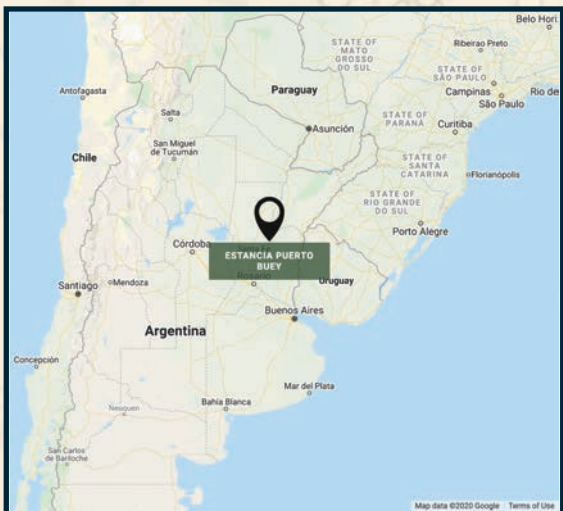 Belo Hori.
STATE OF
MATO
GROSSO
DO SUL
Ribeirao Preto
STATE OF
SÃO PAULO
Antofagasta
Paraguay
Campinas
São Paulo
Rio de
Salta
Asunción
STATE OF
PARANÁ
Curitiba
San Miguel
de Tucumán
Chile
STATE OF
SANTA
CATARINA
Florianópolis
STATE OF
RIO GRANDE
DO SUL
Porto Alegre
Córdoba
ESTANCIA PUERTO
BUEY
Santiago
Mendoza
Rosario
Uruguay
Buenos Aires
Argentina
Concepción
Mar del Plata
Bahía Blanca
Neuquen
San Carlos
de Bariloche
Map data ©2020 Google
Terms of Use